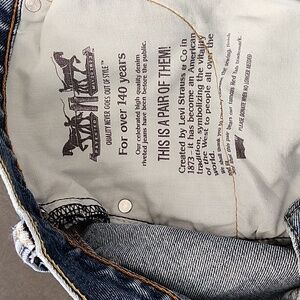 QUALITY NEVER GOES OUT OF STYLE™
For over 140 years
Our celebrated high quality denim
riveted jeans have been before the public.
THIS IS A PAIR OF THEM!
Created by Levi Strauss & Co in
1873 - it has become an American
tradition, symbolizing the vitality
of the West to people all over the
world.
PLEASE DONATE WHEN NO LONGER NEEDED